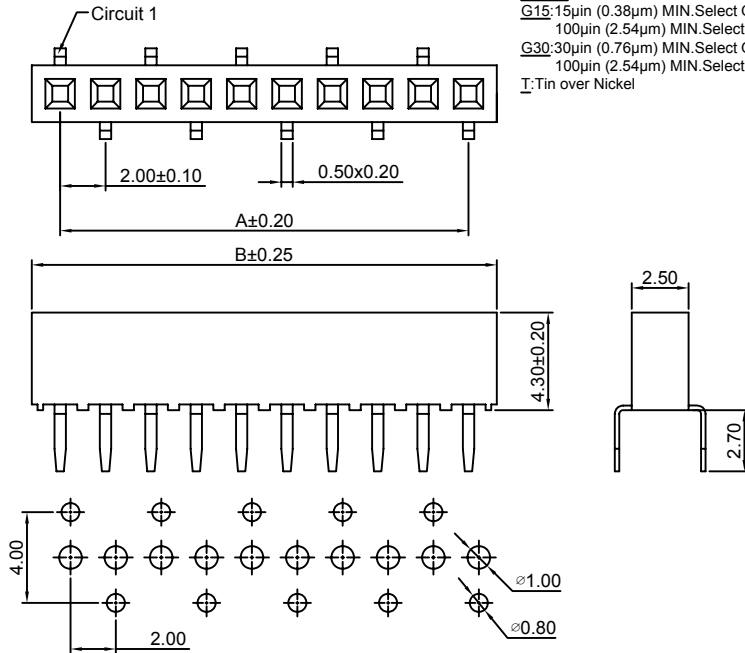 Circuit 1
G15:15µin (0.38µm) MIN.Select
100µin (2.54µm) MIN.Select
G30:30µin (0.76µm) MIN.Select
100µin (2.54µm) MIN.Select
T:Tin over Nickel
2.00±0.10
0.50x0.20
A±0.20
B±0.25
2.50
4.30±0.20
2.70
4.00
⌀1.00
⌀0.80
2.00